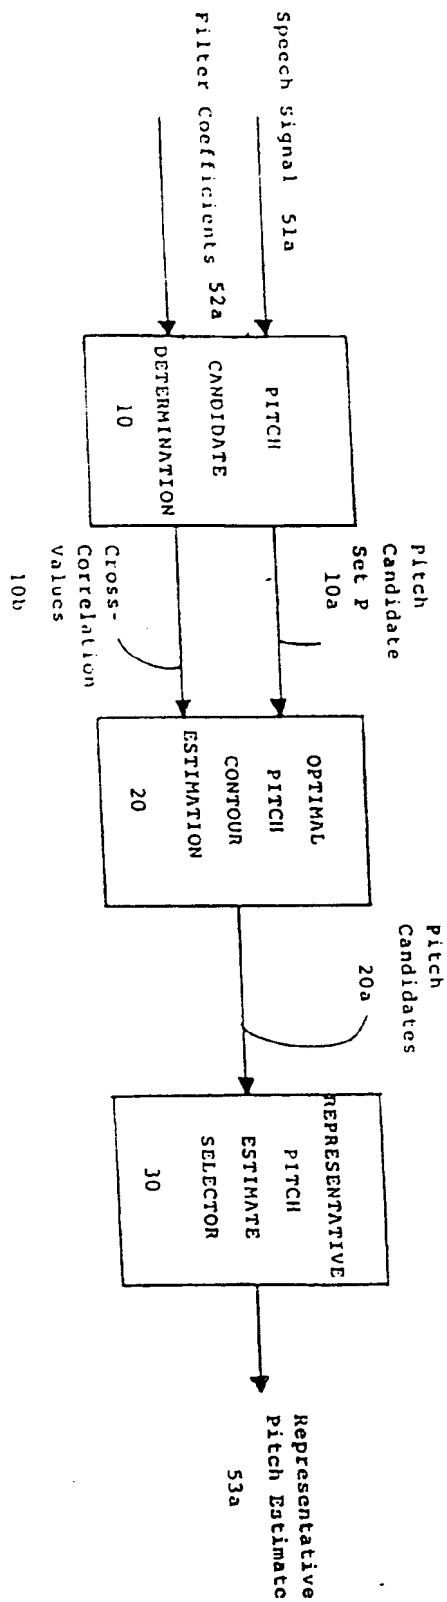 Speech Signal 51a
Filter Coefficients 52a
PITCH
CANDIDATE
DETERMINATION
10
Pitch
Candidate
Set P
10a
Cross-
Correlation
Values
10b
OPTIMAL
PITCH
CONTOUR
ESTIMATION
20
Pitch
Candidates
20a
REPRESENTATIVE
PITCH
ESTIMATE
SELECTOR
30
Representative
Pitch Estimate
53a